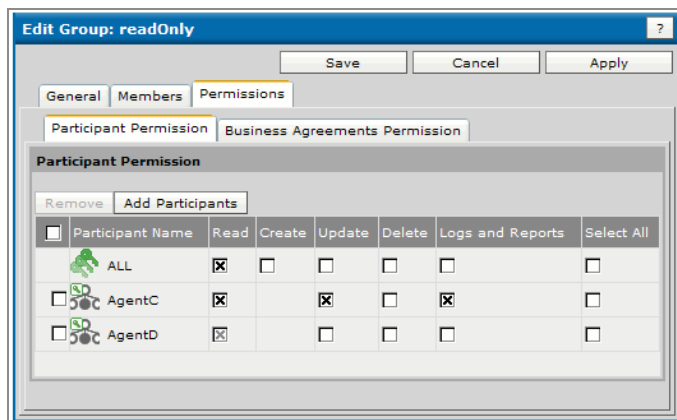 Edit Group: readOnly ?
Save Cancel Apply
General Members Permissions
Participant Permission Business Agreements Permission
Participant Permission
Remove Add Participants
Participant Name Read Create Update Delete Logs and Reports Select All
ALL
AgentC
AgentD